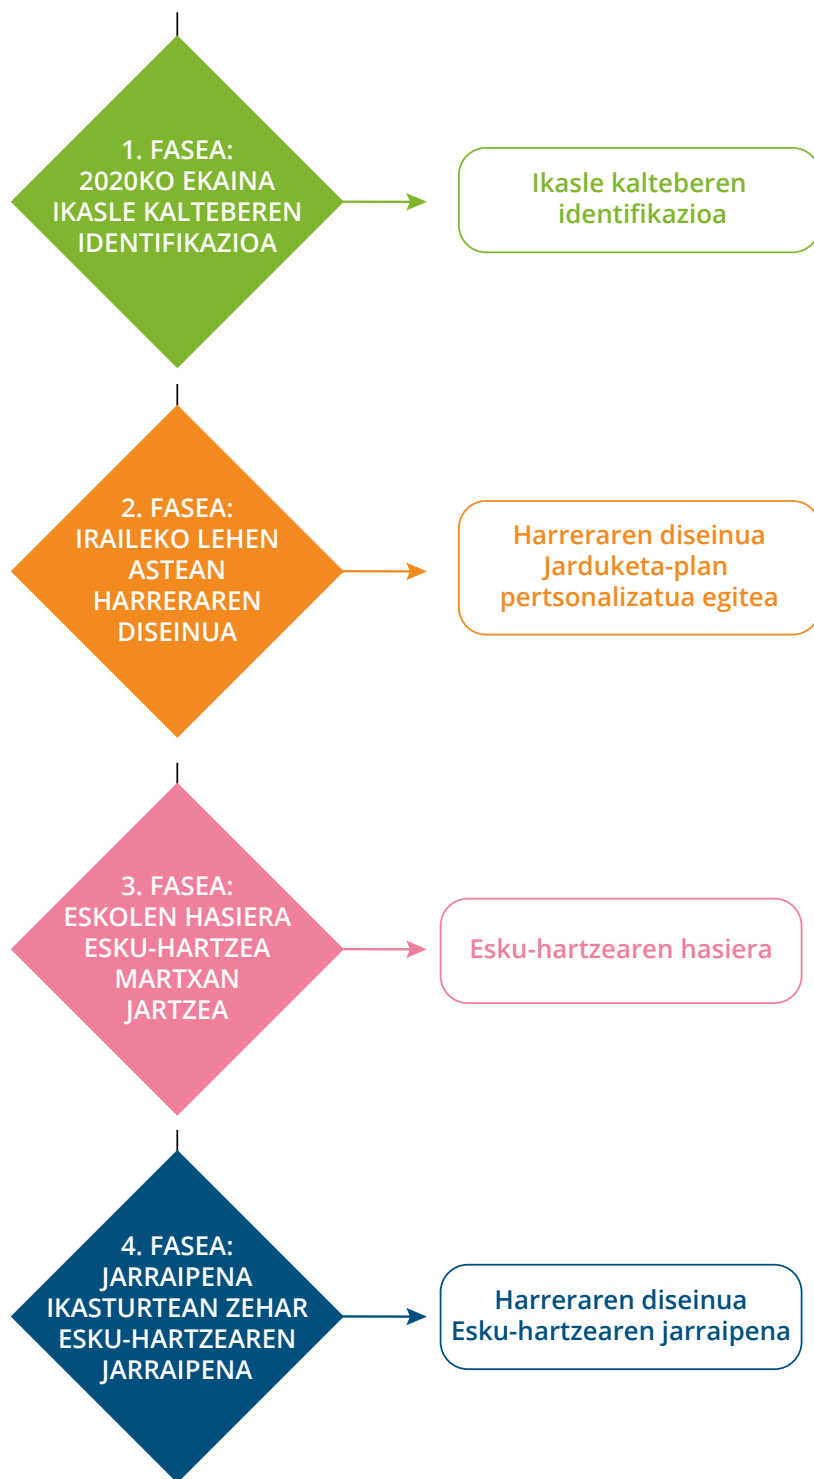 1. FASEA:
2020KO EKAINA
IKASLE KALTEBEREN
IDENTIFIKAZIOA
Ikasle kalteberen
identifikazioa
2. FASEA:
IRAILEKO LEHEN
ASTEAN
HARRERAREN
DISEINUA
Harreraren diseinua
Jarduketa-plan
pertsonalizatua egitea
3. FASEA:
ESKOLEN HASIERA
ESKU-HARTZEA
MARTXAN
JARTZEA
Esku-hartzearen hasiera
4. FASEA:
JARRAIPENA
IKASTURTEAN ZEHAR
ESKU-HARTZEAREN
JARRAIPENA
Harreraren diseinua
Esku-hartzearen jarraipena